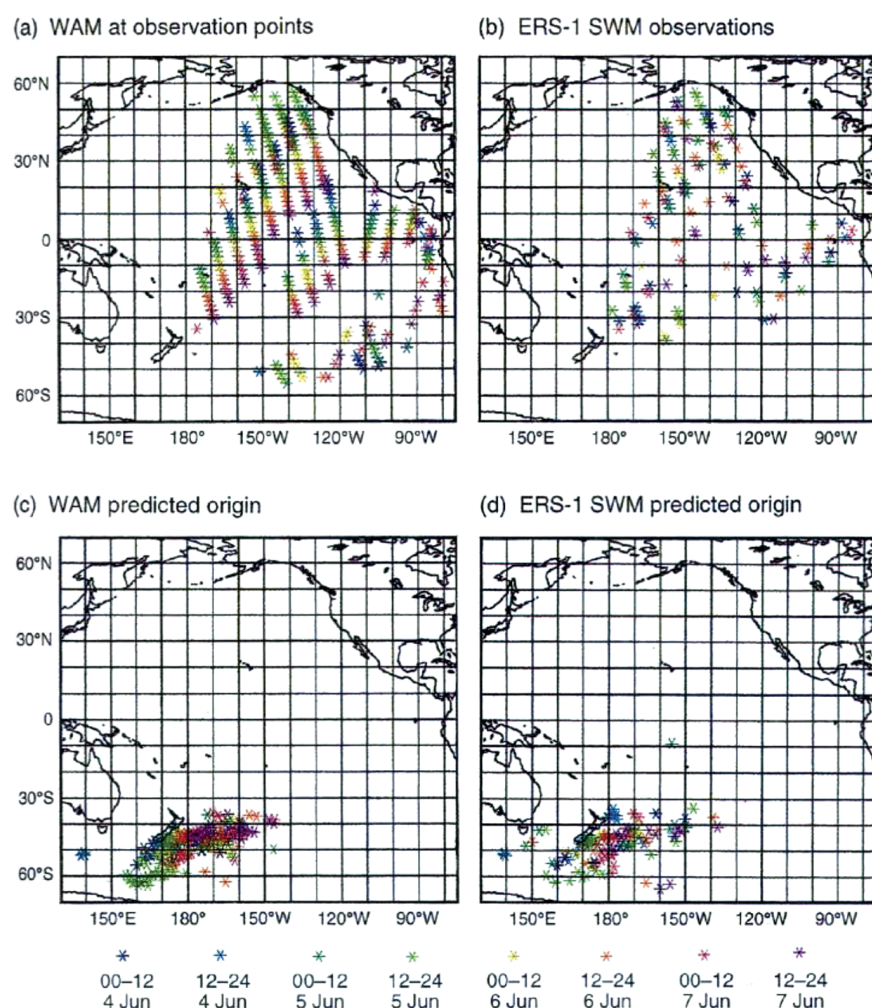 (a) WAM at observation points
(b) ERS-1 SWM observations
60°N
30°N
0
30°S
60°S
150°E 180° 150°W 120°W 90°W
150°E 180° 150°W 120°W 90°W
(c) WAM predicted origin
(d) ERS-1 SWM predicted origin
60°N
30°N
0
30°S
60°S
150°E 180° 150°W 120°W 90°W
150°E 180° 150°W 120°W 90°W
00–12 12–24 00–12 12–24 00–12 12–24 00–12 12–24
4 Jun 4 Jun 5 Jun 5 Jun 6 Jun 6 Jun 7 Jun 7 Jun